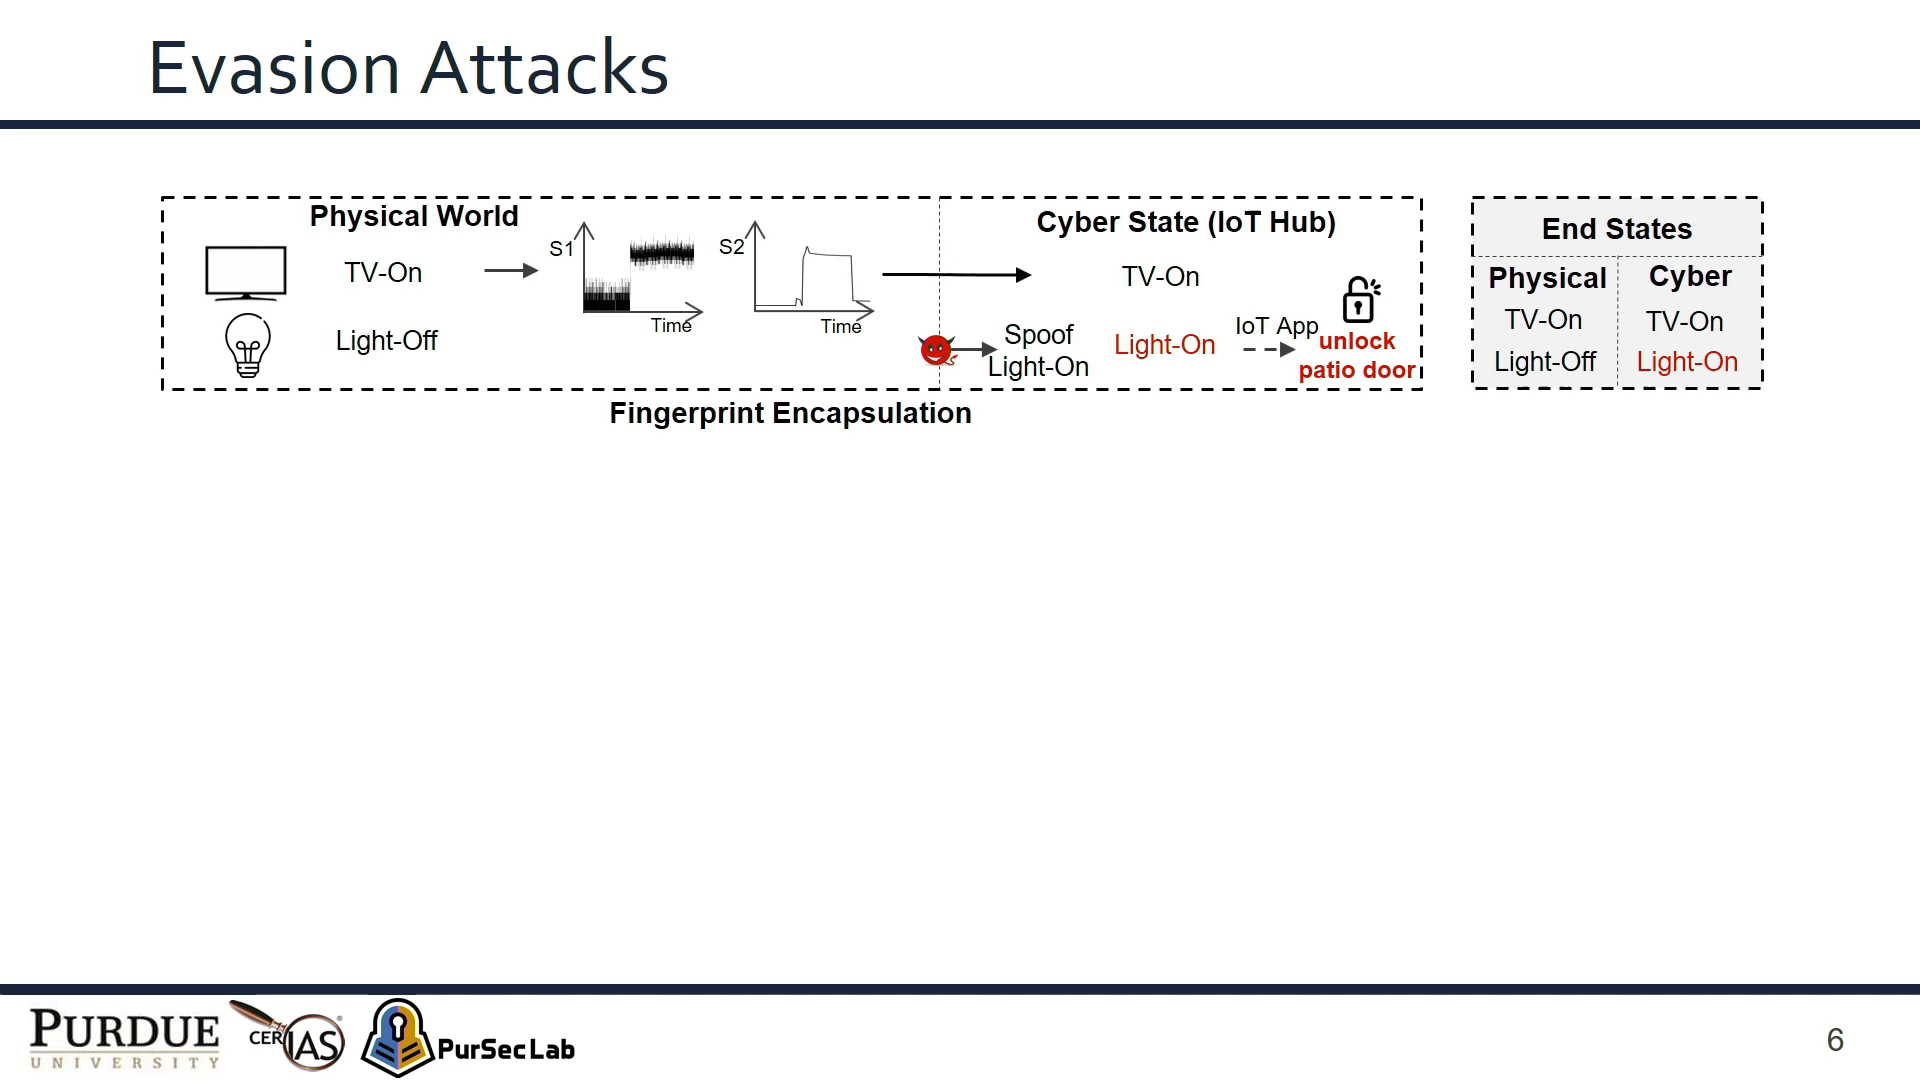 Evasion Attacks
Physical World
TV-On
Light-Off
S1
Time
S2
Time
Cyber State (IoT Hub)
TV-On
Spoof
Light-On
Light-On
IoT App
unlock
patio door
Fingerprint Encapsulation
End States
Physical
Cyber
TV-On
TV-On
Light-Off
Light-On
PURDUE
UNIVERSITY
CERIAS
®
PurSec Lab
6